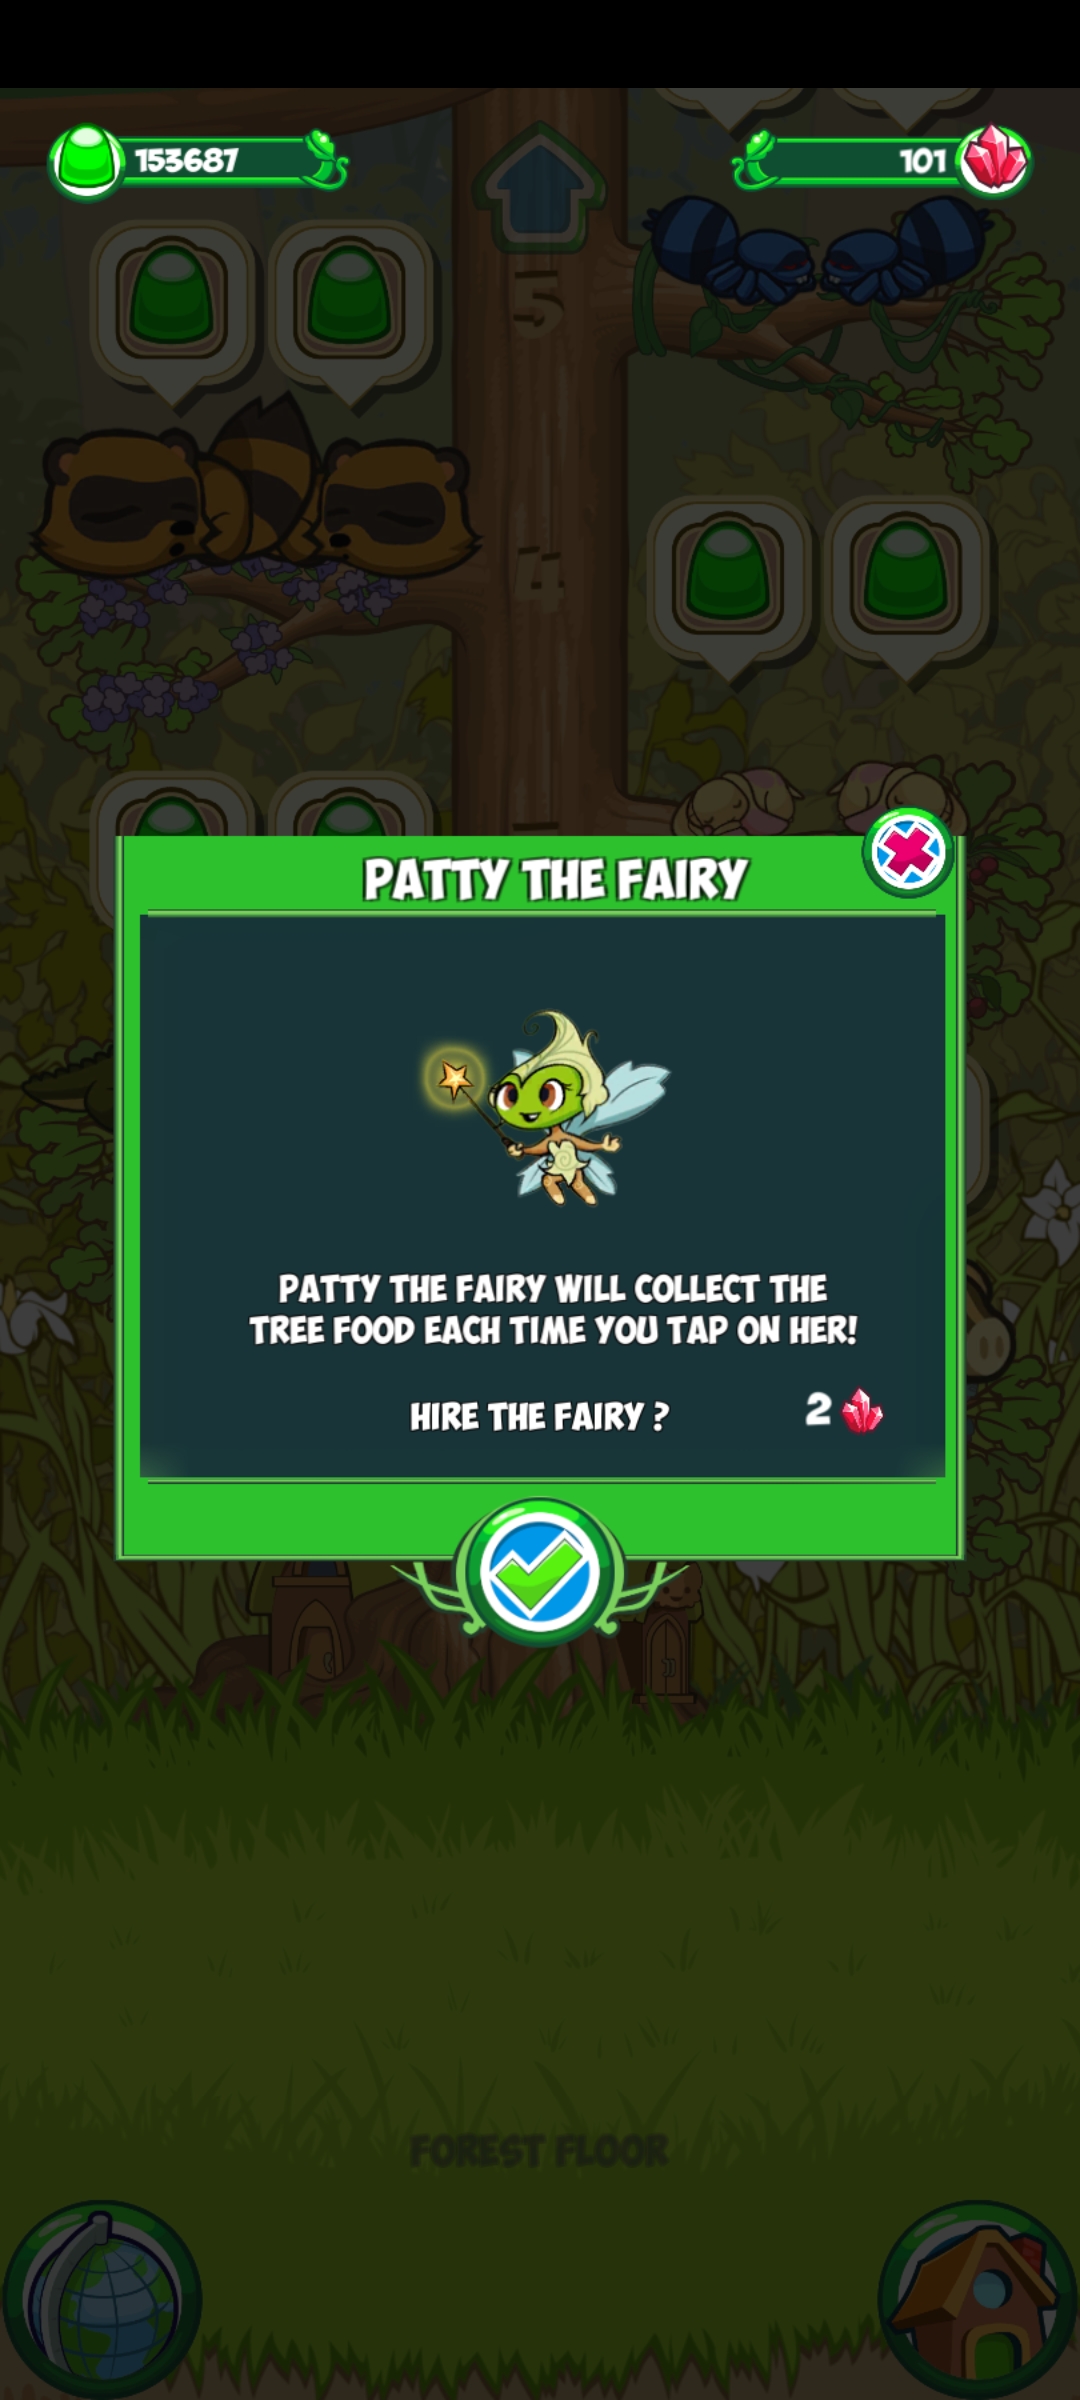 153687
101
5
4
PATTY THE FAIRY
PATTY THE FAIRY WILL COLLECT THE
TREE FOOD EACH TIME YOU TAP ON HER!
HIRE THE FAIRY ?
2
FOREST FLOOR